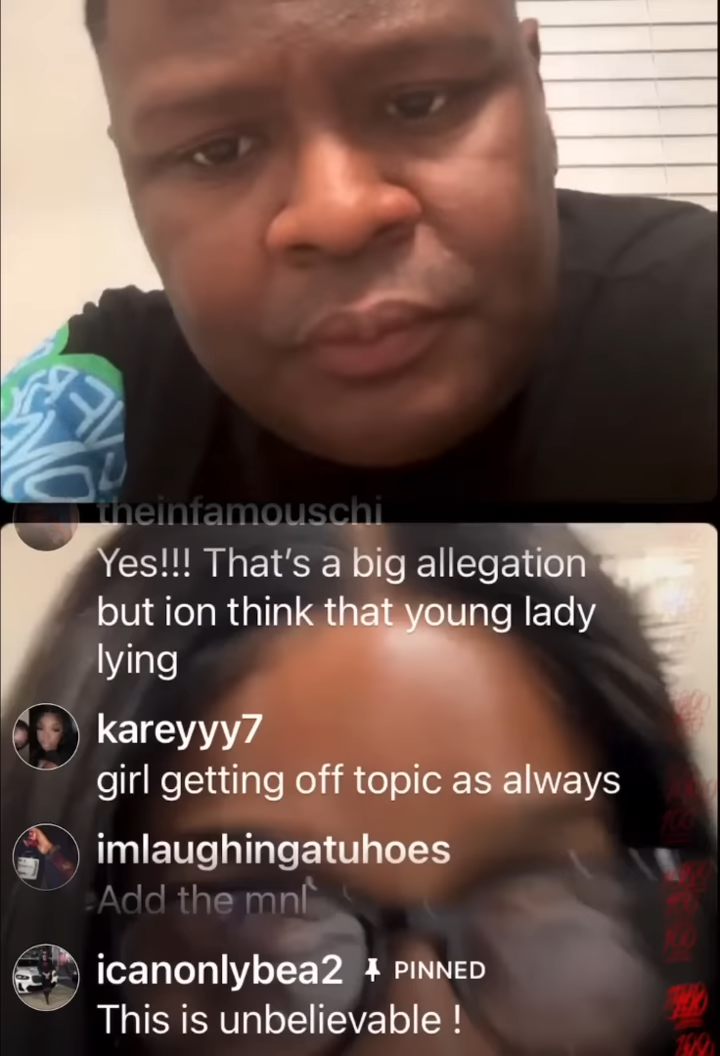 theinfamouschi
Yes!!! That's a big allegation
but ion think that young lady
lying
kareyyy7
girl getting off topic as always
imlaughingatuhoes
Add the mnl
icanonlybea2 PINNED
This is unbelievable !